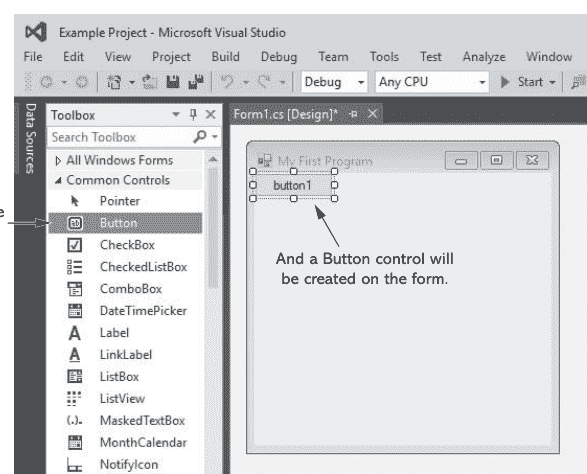 Example Project - Microsoft Visual Studio
File Edit View Project Build Debug Team Tools Test Analyze Window
Debug Any CPU Start
Data Sources
Toolbox
Form1.cs [Design]*
Search Toolbox
All Windows Forms
My First Program
Common Controls
Pointer
button1
Button
CheckBox
And a Button control will
be created on the form.
CheckedListBox
ComboBox
DateTimePicker
Label
LinkLabel
ListBox
ListView
MaskedTextBox
MonthCalendar
NotifyIcon